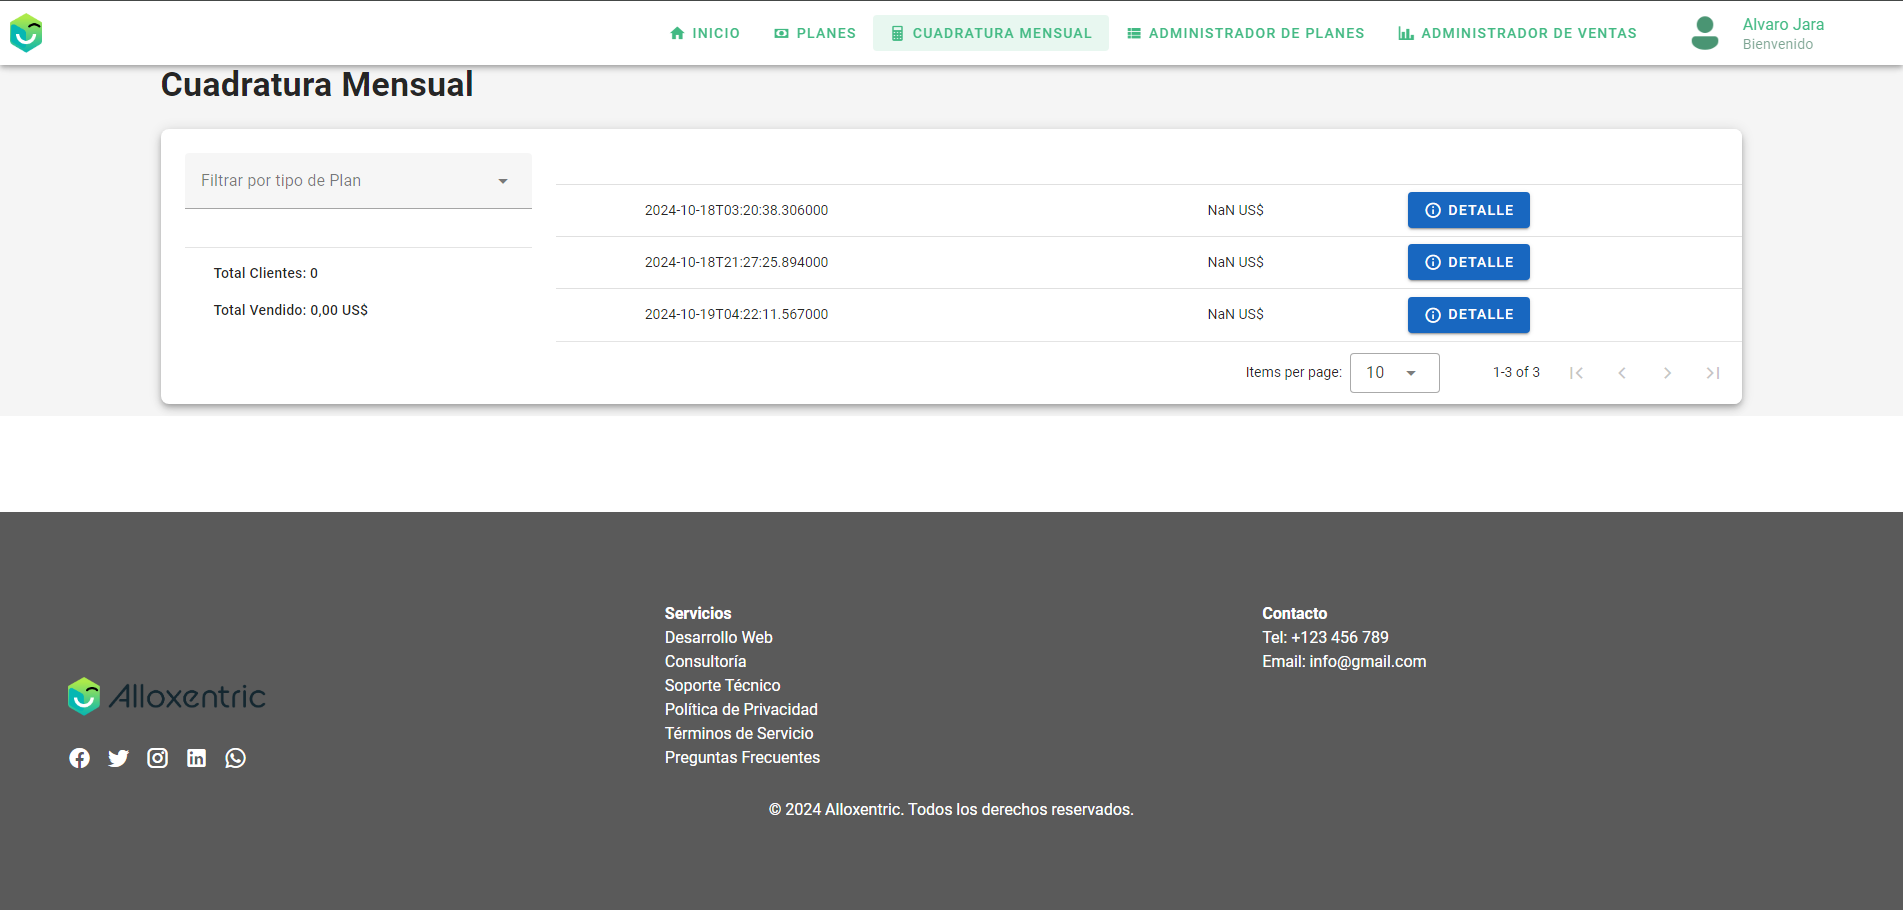 INICIO
PLANES
CUADRATURA MENSUAL
ADMINISTRADOR DE PLANES
ADMINISTRADOR DE VENTAS
Alvaro Jara
Bienvenido
Cuadratura Mensual
Filtrar por tipo de Plan
Total Clientes: 0
Total Vendido: 0,00 US$
2024-10-18T03:20:38.306000 NaN US$ DETALLE
2024-10-18T21:27:25.894000 NaN US$ DETALLE
2024-10-19T04:22:11.567000 NaN US$ DETALLE
Items per page: 10 1-3 of 3
Alloxentric
Servicios
Desarrollo Web
Consultoría
Soporte Técnico
Política de Privacidad
Términos de Servicio
Preguntas Frecuentes
Contacto
Tel: +123 456 789
Email: info@gmail.com
© 2024 Alloxentric. Todos los derechos reservados.